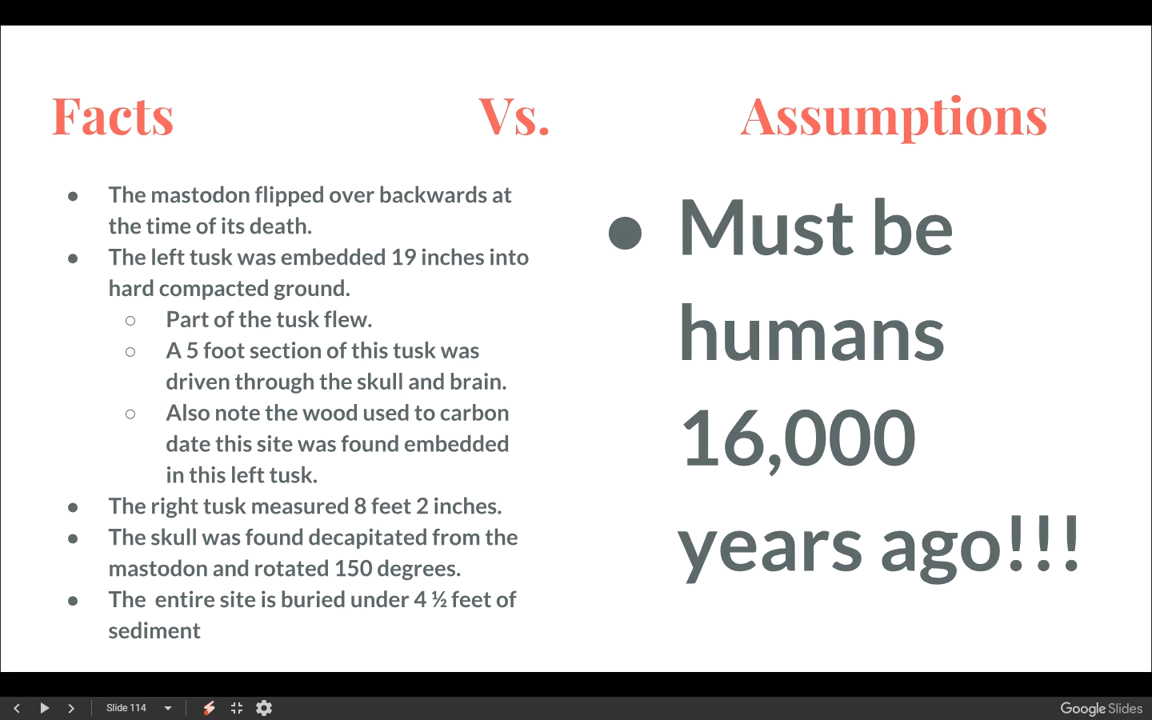 Facts Vs. Assumptions
● The mastodon flipped over backwards at
the time of its death.
● The left tusk was embedded 19 inches into
hard compacted ground.
○ Part of the tusk flew.
○ A 5 foot section of this tusk was
driven through the skull and brain.
○ Also note the wood used to carbon
date this site was found embedded
in this left tusk.
● The right tusk measured 8 feet 2 inches.
● The skull was found decapitated from the
mastodon and rotated 150 degrees.
● The entire site is buried under 4 ½ feet of
sediment
● Must be
humans
16,000
years ago!!!
Slide 114
Google Slides